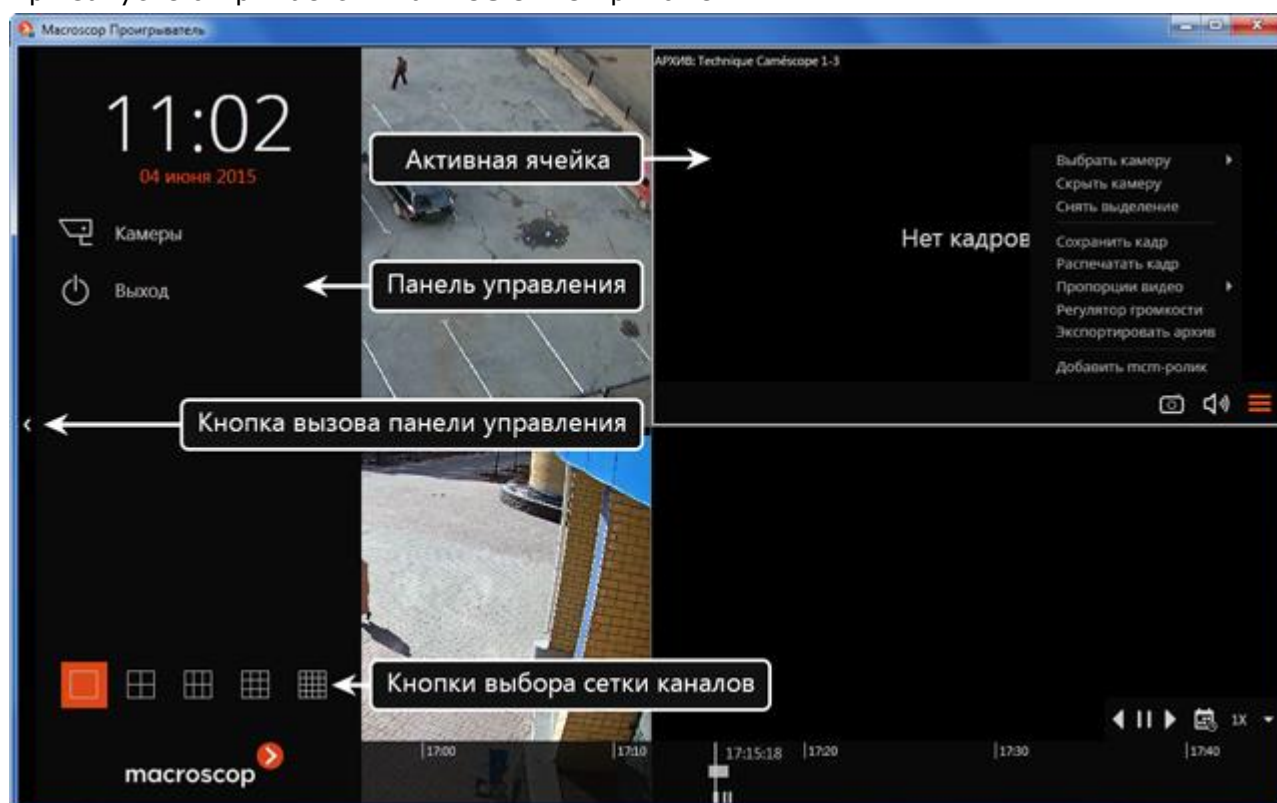 Macroscop Проигрыватель
11:02
04 июня 2015
Камеры
Выход
АРХИВ: Technique Caméscope 1-3
Активная ячейка
Выбрать камеру
Скрыть камеру
Снять выделение
Нет кадров
Сохранить кадр
Распечатать кадр
Пропорции видео
Регулятор громкости
Экспортировать архив
Добавить mcm-ролик
Панель управления
Кнопка вызова панели управления
Кнопки выбора сетки каналов
1X
17:00
17:10
17:15:18
17:20
17:30
17:40
macroscop